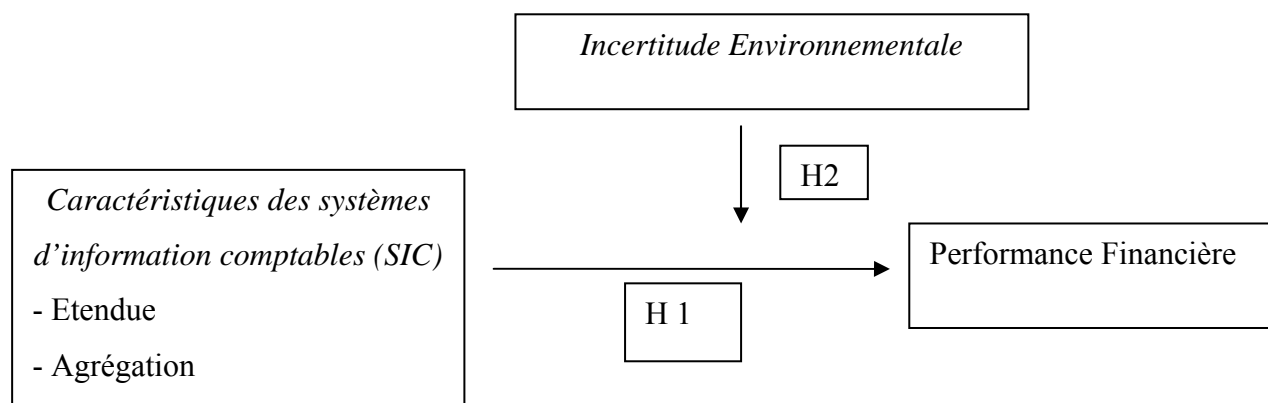 Incertitude Environnementale
H2
Caractéristiques des systèmes
d’information comptables (SIC)
- Etendue
- Agrégation
H 1
Performance Financière